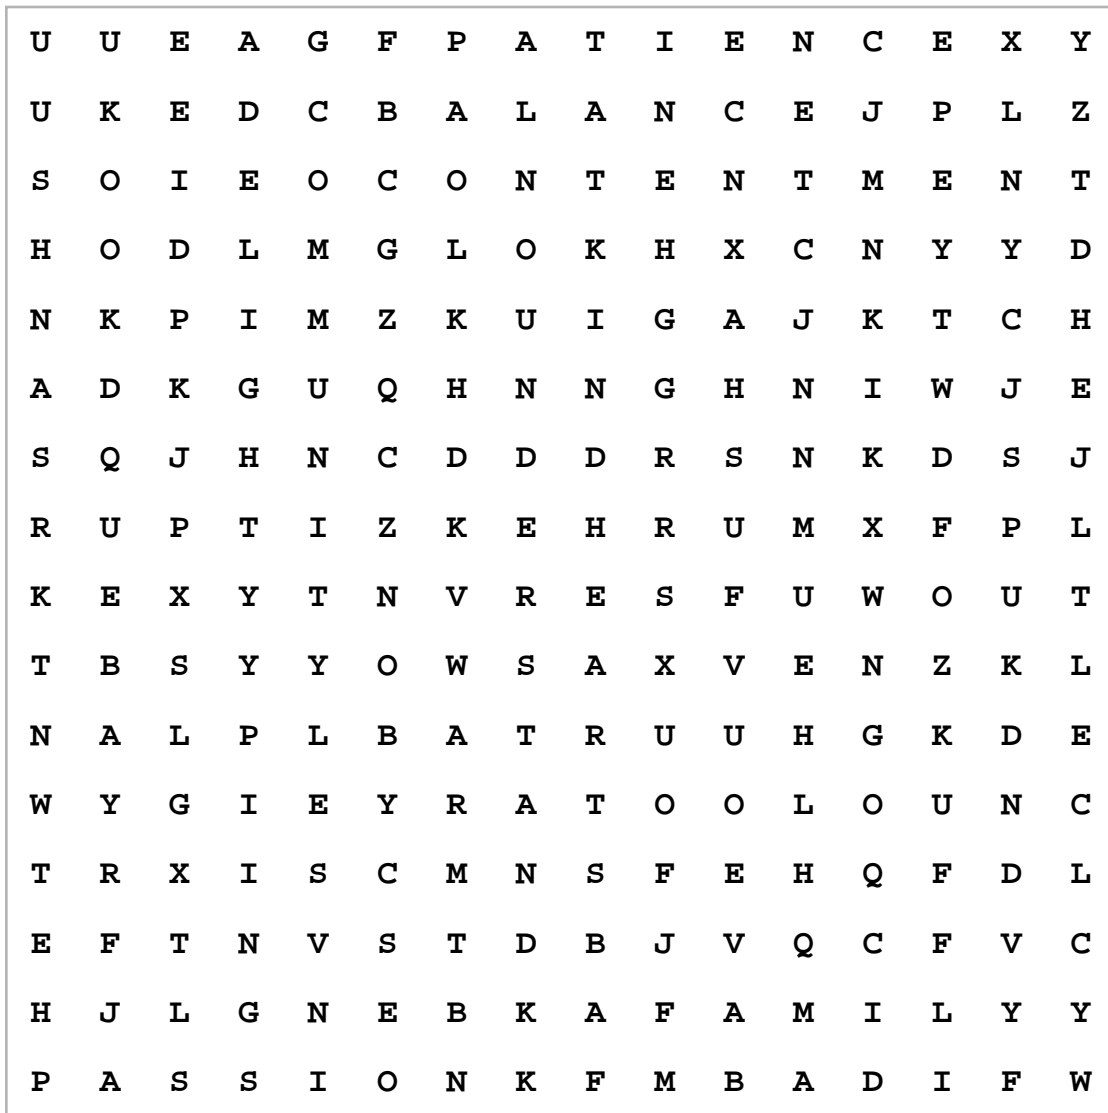 U U E A G F P A T I E N C E X Y
U K E D C B A L A N C E J P L Z
S O I E O C O N T E N T M E N T
H O D L M G L O K H X C N Y Y D
N K P I M Z K U I G A J K T C H
A D K G U Q H N N G H N I W J E
S Q J H N C D D D R S N K D S J
R U P T I Z K E H R U M X F P L
K E X Y T N V R E S F U W O U T
T B S Y Y O W S A X V E N Z K L
N A L P L B A T R U U H G K D E
W Y G I E Y R A T O O L O U N C
T R X I S C M N S F E H Q F D L
E F T N V S T D B J V Q C F V C
H J L G N E B K A F A M I L Y Y
P A S S I O N K F M B A D I F W